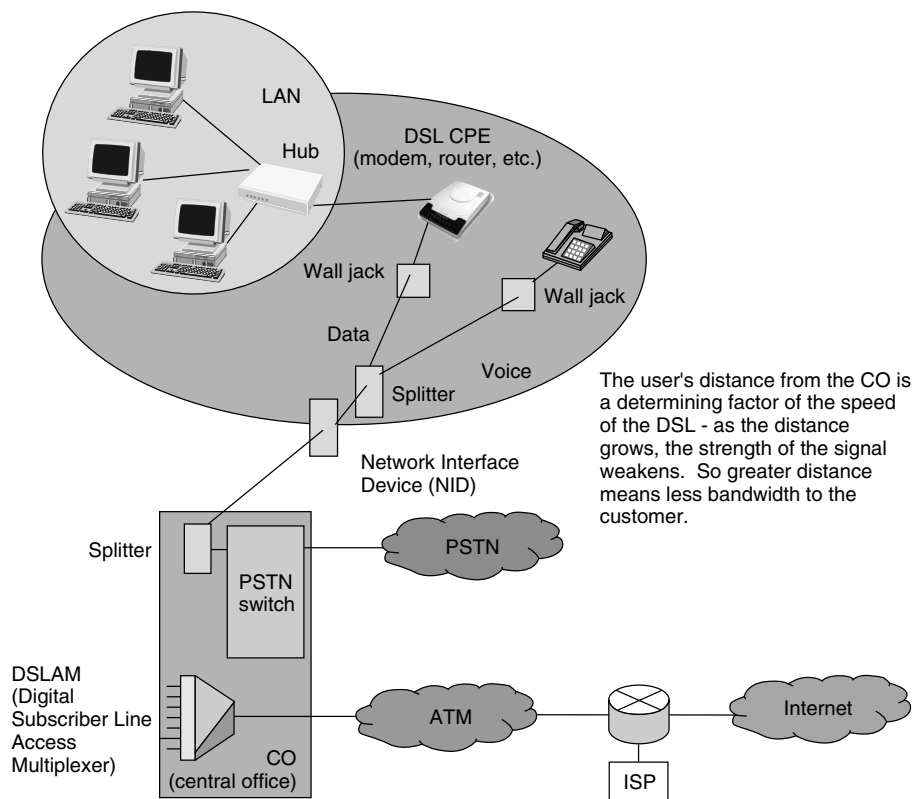 LAN
Hub
DSL CPE
(modem, router, etc.)
Wall jack
Wall jack
Data
Voice
Splitter
The user's distance from the CO is
a determining factor of the speed
of the DSL - as the distance
grows, the strength of the signal
weakens.  So greater distance
means less bandwidth to the
customer.
Network Interface
Device (NID)
Splitter
PSTN
switch
PSTN
DSLAM
(Digital
Subscriber Line
Access
Multiplexer)
CO
(central office)
ATM
Internet
ISP